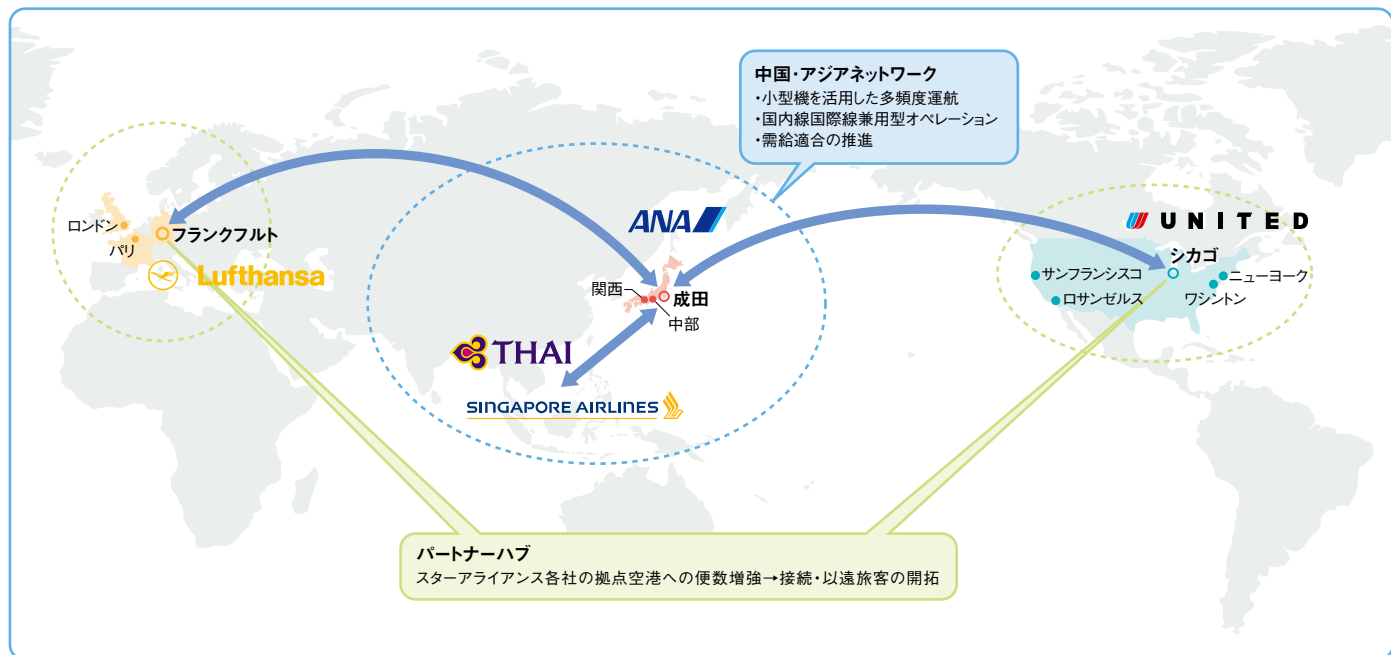 中国・アジアネットワーク
・小型機を活用した多頻度運航
・国内線国際線兼用型オペレーション
・需給適合の推進
ロンドン
パリ
フランクフルト
Lufthansa
ANA
関西
成田
中部
THAI
SINGAPORE AIRLINES
UNITED
シカゴ
サンフランシスコ
ニューヨーク
ロサンゼルス
ワシントン
パートナーハブ
スターアライアンス各社の拠点空港への便数増強→接続・以遠旅客の開拓